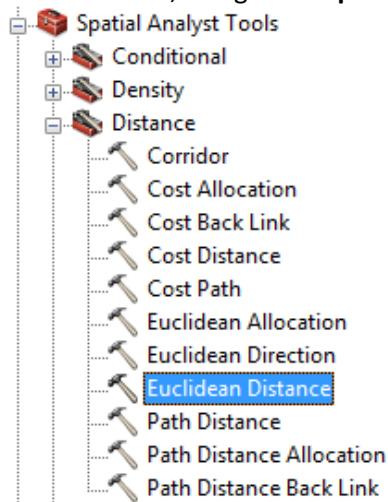 Spatial Analyst Tools
Conditional
Density
Distance
Corridor
Cost Allocation
Cost Back Link
Cost Distance
Cost Path
Euclidean Allocation
Euclidean Direction
Euclidean Distance
Path Distance
Path Distance Allocation
Path Distance Back Link